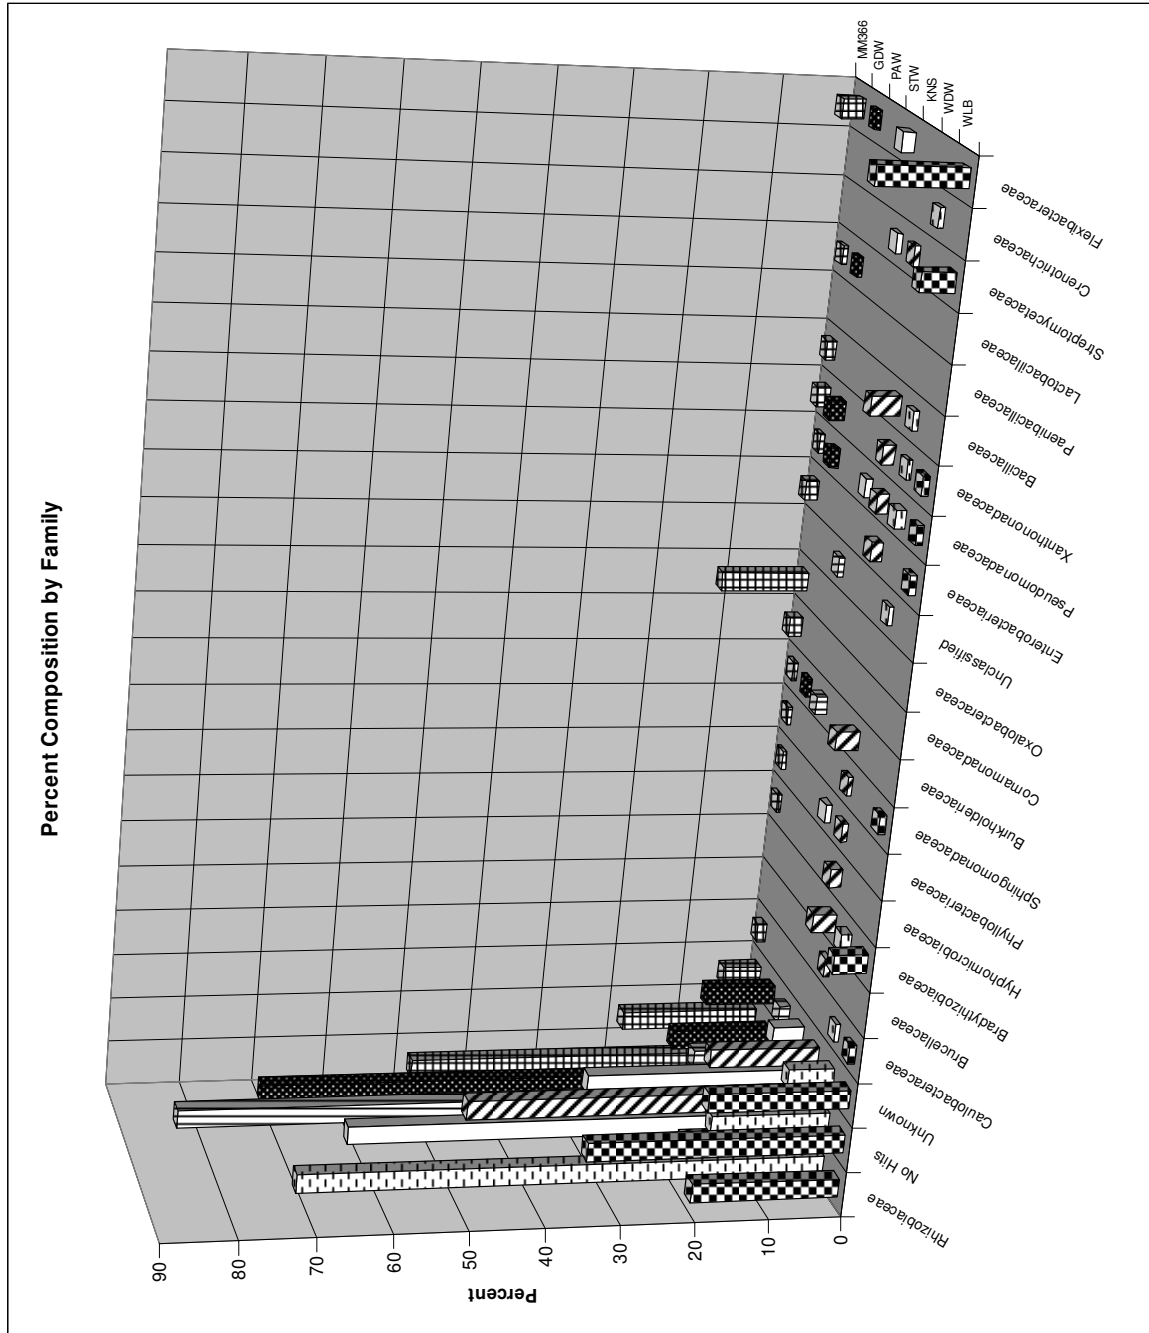 Percent Composition by Family
MM366
GDW
PAW
STW
KNS
WDW
WLB
Flexibacteraceae
Crenotrichaceae
Streptomycetaceae
Lactobacillaceae
Paenibacillaceae
Bacillaceae
Xanthomonadaceae
Pseudomonadaceae
Enterobacteriaceae
Unclassified
Oxalobacteraceae
Comamonadaceae
Burkholderiaceae
Sphingomonadaceae
Phyllobacteriaceae
Hyphomicrobiaceae
Bradyrhizobiaceae
Brucellaceae
Caulobacteraceae
Unknown
No Hits
Rhizobiaceae
90
80
70
60
50
40
30
20
10
0
Percent